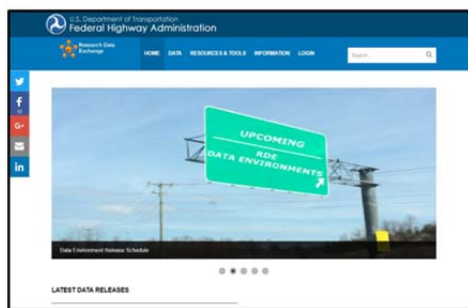 U.S. Department of Transportation
Federal Highway Administration
Research Data
Exchange
HOME DATA RESOURCES & TOOLS INFORMATION LOGIN
Search...
f
11
G+
in
UPCOMING
RDE
DATA ENVIRONMENTS
Data Environment Release Schedule
LATEST DATA RELEASES